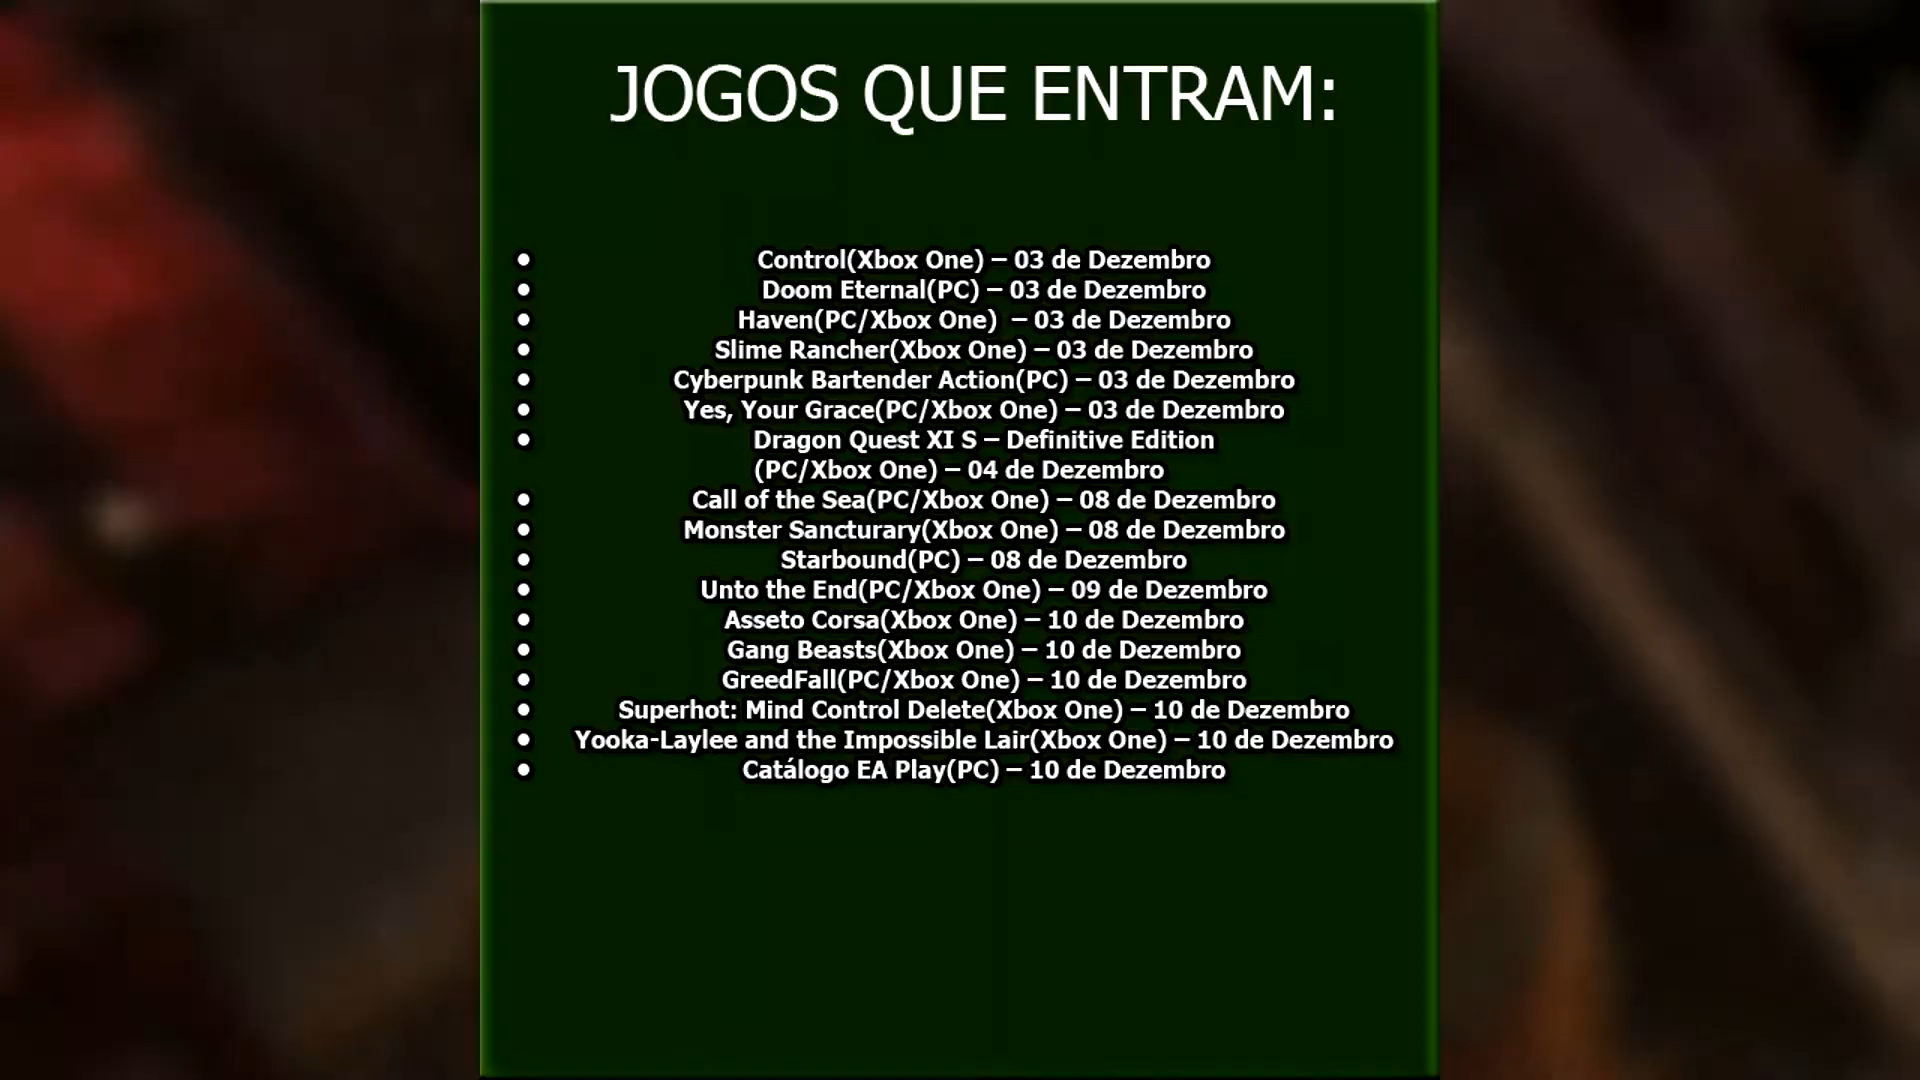 JOGOS QUE ENTRAM:
• Control(Xbox One) – 03 de Dezembro
• Doom Eternal(PC) – 03 de Dezembro
• Haven(PC/Xbox One)  – 03 de Dezembro
• Slime Rancher(Xbox One) – 03 de Dezembro
• Cyberpunk Bartender Action(PC) – 03 de Dezembro
• Yes, Your Grace(PC/Xbox One) – 03 de Dezembro
• Dragon Quest XI S – Definitive Edition
(PC/Xbox One) – 04 de Dezembro
• Call of the Sea(PC/Xbox One) – 08 de Dezembro
• Monster Sancturary(Xbox One) – 08 de Dezembro
• Starbound(PC) – 08 de Dezembro
• Unto the End(PC/Xbox One) – 09 de Dezembro
• Asseto Corsa(Xbox One) – 10 de Dezembro
• Gang Beasts(Xbox One) – 10 de Dezembro
• GreedFall(PC/Xbox One) – 10 de Dezembro
• Superhot: Mind Control Delete(Xbox One) – 10 de Dezembro
• Yooka-Laylee and the Impossible Lair(Xbox One) – 10 de Dezembro
• Catálogo EA Play(PC) – 10 de Dezembro